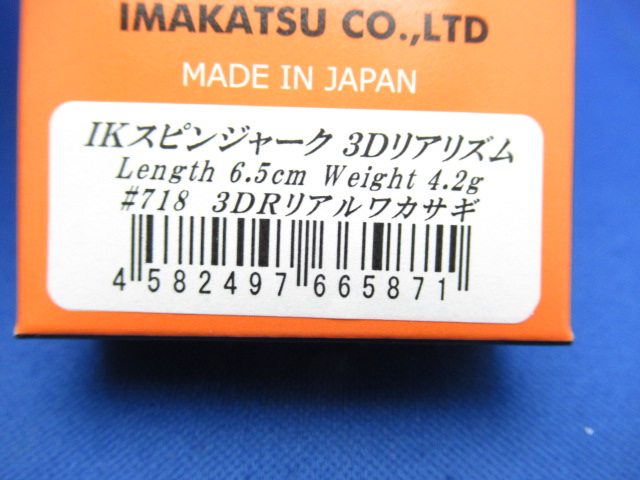 IMAKATSU CO.,LTD
MADE IN JAPAN
IKスピンジャーク 3Dリアリズム
Length 6.5cm Weight 4.2g
#718 3DRリアルワカサギ
4 582497 665871